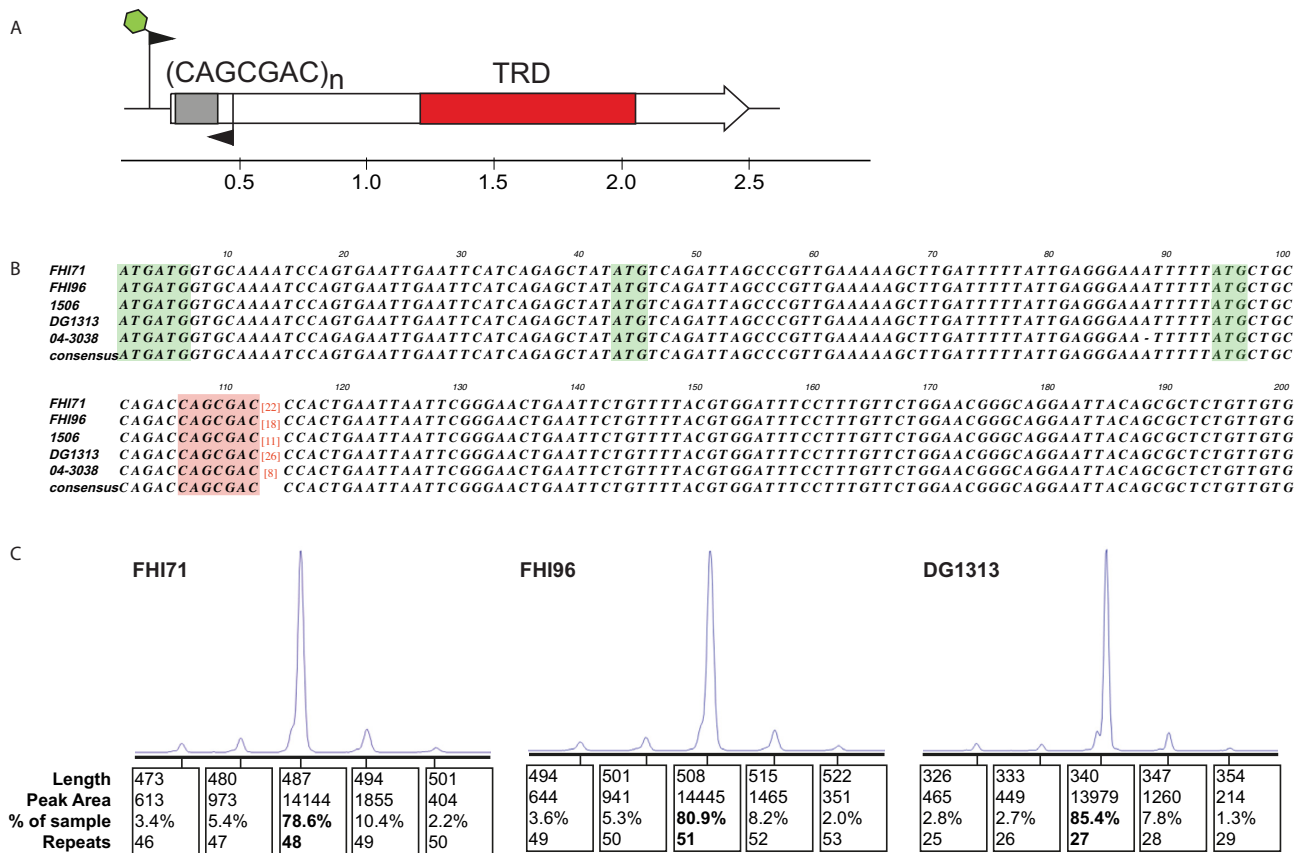 A
(CAGCGAC)n
TRD
0.5 1.0 1.5 2.0 2.5
B
10 20 30 40 50 60 70 80 90 100
FHI71 ATGATGGTGCAAAATCCAGTGAATTGAATTCATCAGAGCTATATGTCAGATTAGCCCGTTGAAAAAGCTTGATTTTTATTGAGGGAAATTTTTATGCTGC
FHI96 ATGATGGTGCAAAATCCAGTGAATTGAATTCATCAGAGCTATATGTCAGATTAGCCCGTTGAAAAAGCTTGATTTTTATTGAGGGAAATTTTTATGCTGC
1506 ATGATGGTGCAAAATCCAGTGAATTGAATTCATCAGAGCTATATGTCAGATTAGCCCGTTGAAAAAGCTTGATTTTTATTGAGGGAAATTTTTATGCTGC
DG1313 ATGATGGTGCAAAATCCAGTGAATTGAATTCATCAGAGCTATATGTCAGATTAGCCCGTTGAAAAAGCTTGATTTTTATTGAGGGAAATTTTTATGCTGC
04-3038 ATGATGGTGCAAAATCCAGAGAATTGAATTCATCAGAGCTATATGTCAGATTAGCCCGTTGAAAAAGCTTGATTTTTATTGAGGGAA-TTTTTATGCTGC
consensus ATGATGGTGCAAAATCCAGTGAATTGAATTCATCAGAGCTATATGTCAGATTAGCCCGTTGAAAAAGCTTGATTTTTATTGAGGGAAATTTTTATGCTGC
110 120 130 140 150 160 170 180 190 200
FHI71 CAGACCAGCGAC [22] CCACTGAATTAATTCGGGAACTGAATTCTGTTTTACGTGGATTTCCTTTGTTCTGGAACGGGCAGGAATTACAGCGCTCTGTTGTG
FHI96 CAGACCAGCGAC [18] CCACTGAATTAATTCGGGAACTGAATTCTGTTTTACGTGGATTTCCTTTGTTCTGGAACGGGCAGGAATTACAGCGCTCTGTTGTG
1506 CAGACCAGCGAC [11] CCACTGAATTAATTCGGGAACTGAATTCTGTTTTACGTGGATTTCCTTTGTTCTGGAACGGGCAGGAATTACAGCGCTCTGTTGTG
DG1313 CAGACCAGCGAC [26] CCACTGAATTAATTCGGGAACTGAATTCTGTTTTACGTGGATTTCCTTTGTTCTGGAACGGGCAGGAATTACAGCGCTCTGTTGTG
04-3038 CAGACCAGCGAC [8] CCACTGAATTAATTCGGGAACTGAATTCTGTTTTACGTGGATTTCCTTTGTTCTGGAACGGGCAGGAATTACAGCGCTCTGTTGTG
consensus CAGACCAGCGAC CCACTGAATTAATTCGGGAACTGAATTCTGTTTTACGTGGATTTCCTTTGTTCTGGAACGGGCAGGAATTACAGCGCTCTGTTGTG
C
FHI71 FHI96 DG1313
Length 473 480 487 494 501 494 501 508 515 522 326 333 340 347 354
Peak Area 613 973 14144 1855 404 644 941 14445 1465 351 465 449 13979 1260 214
% of sample 3.4% 5.4% 78.6% 10.4% 2.2% 3.6% 5.3% 80.9% 8.2% 2.0% 2.8% 2.7% 85.4% 7.8% 1.3%
Repeats 46 47 48 49 50 49 50 51 52 53 25 26 27 28 29